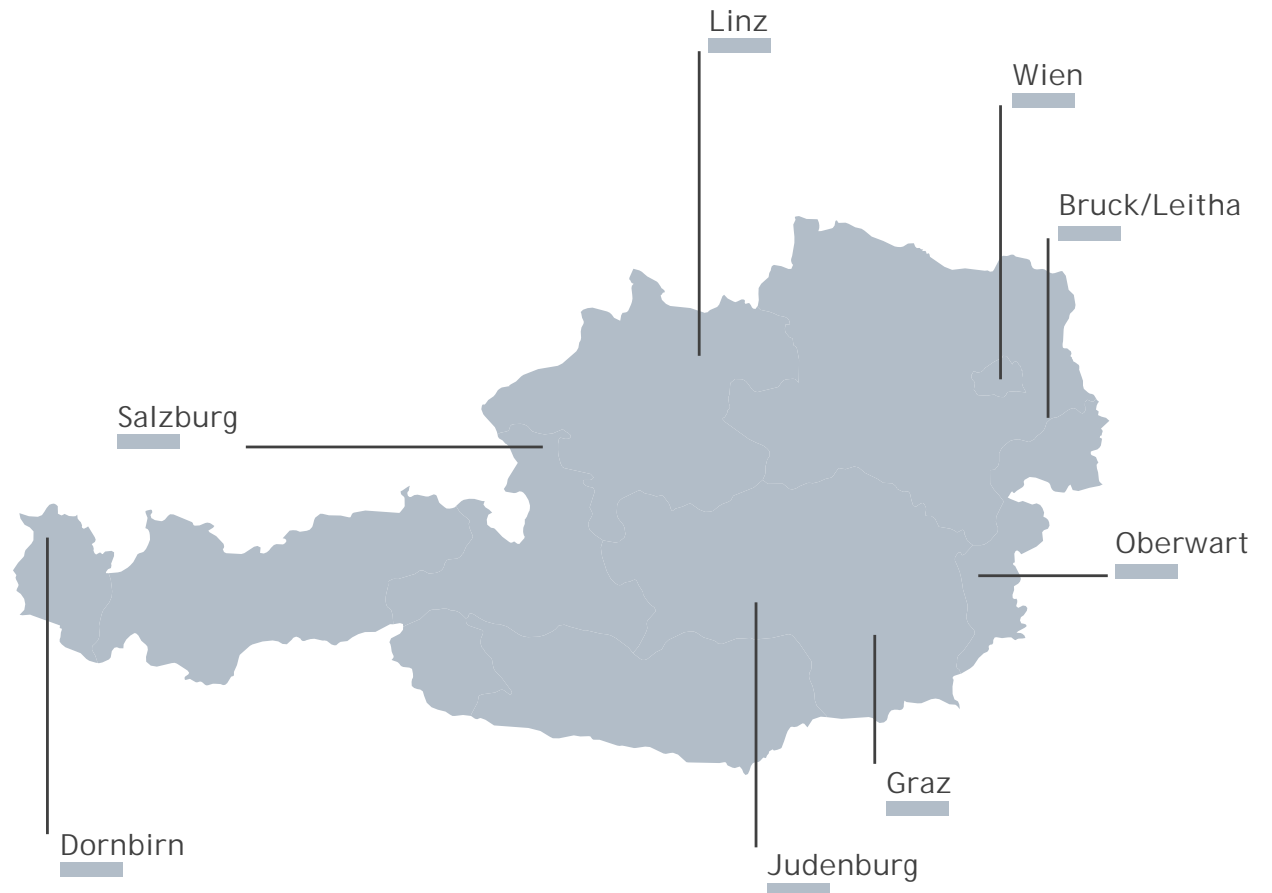 Linz
Wien
Bruck/Leitha
Salzburg
Oberwart
Graz
Dornbirn
Judenburg